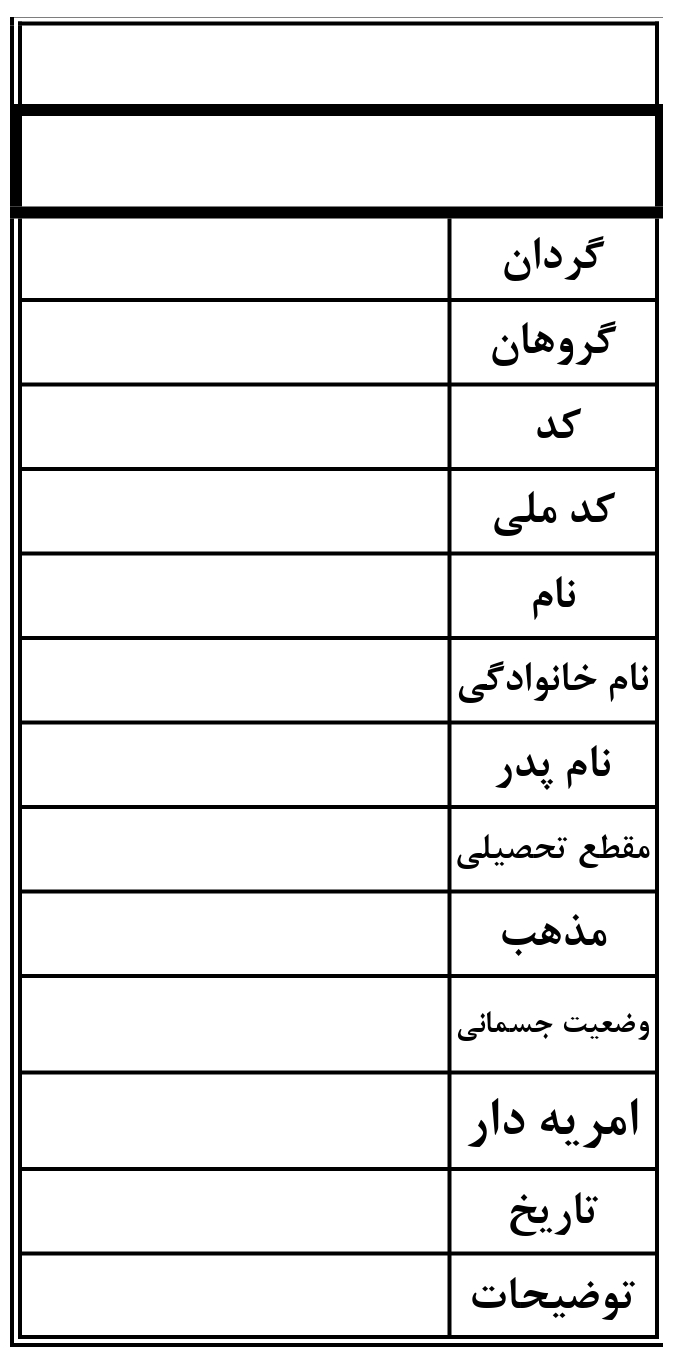 گردان
گروهان
کد
کد ملی
نام
نام خانوادگی
نام پدر
مقطع تحصیلی
مذهب
وضعیت جسمانی
امریه دار
تاریخ
توضیحات